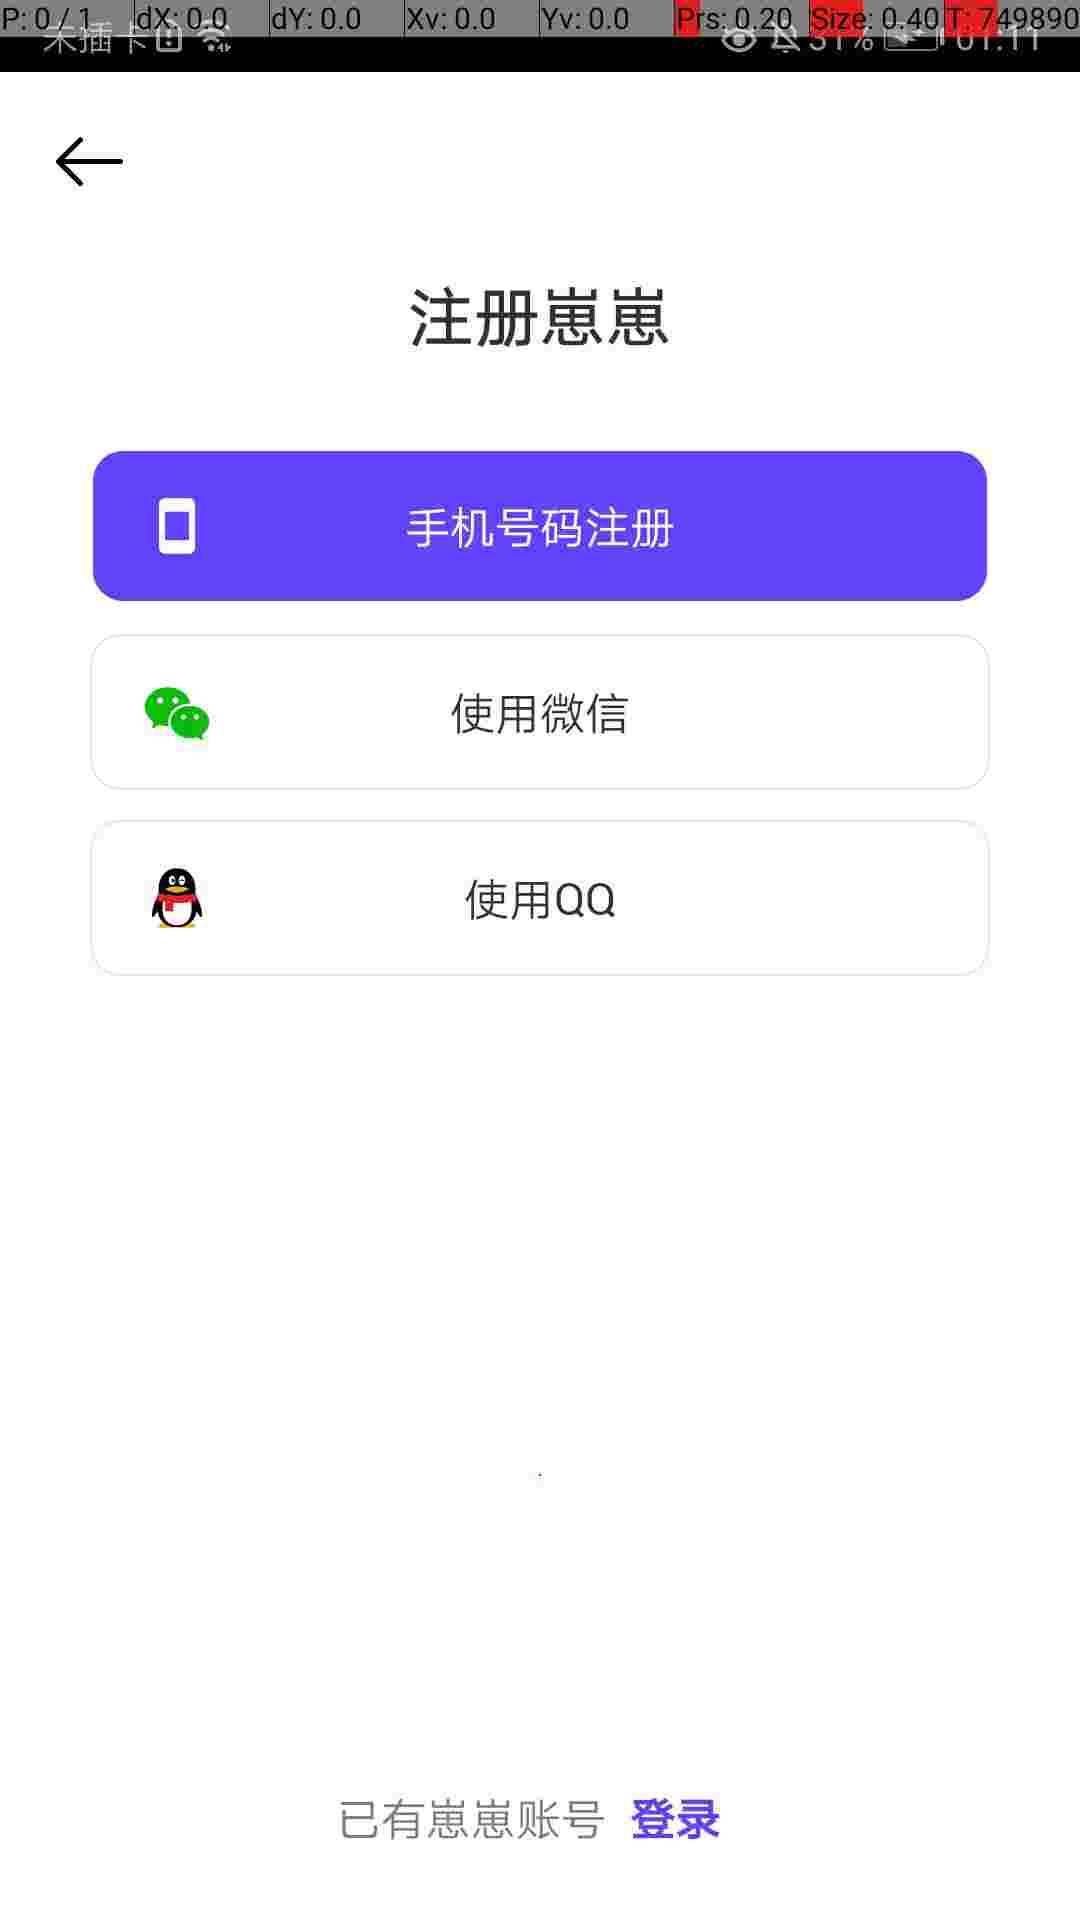 P: 0 / 1 dX: 0.0 dY: 0.0 Xv: 0.0 Yv: 0.0 Prs: 0.20 Size: 0.40 T: 749890
未插卡 31% 01:11
注册崽崽
手机号码注册
使用微信
使用QQ
已有崽崽账号 登录